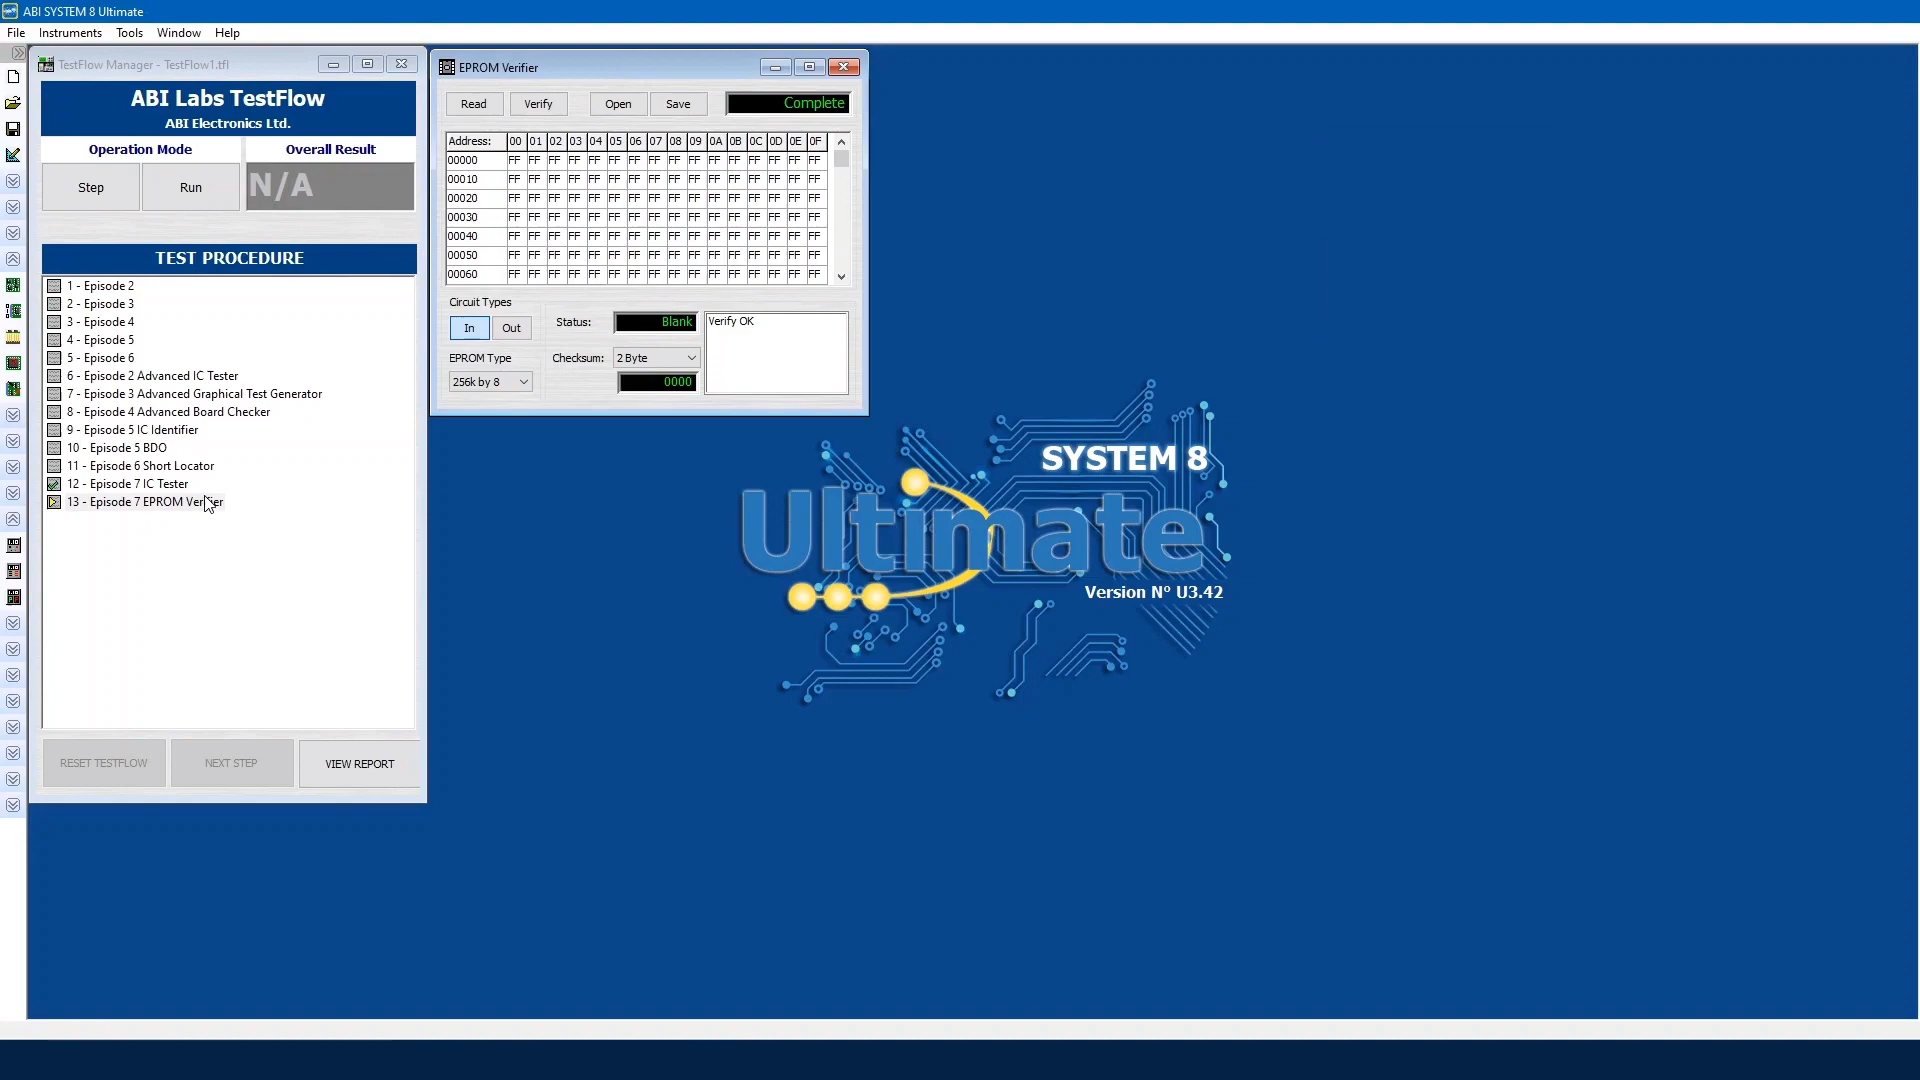 ABI SYSTEM 8 Ultimate
File Instruments Tools Window Help
TestFlow Manager - TestFlow1.tfl
ABI Labs TestFlow
ABI Electronics Ltd.
Operation Mode Overall Result
Step Run N/A
TEST PROCEDURE
1 - Episode 2
2 - Episode 3
3 - Episode 4
4 - Episode 5
5 - Episode 6
6 - Episode 2 Advanced IC Tester
7 - Episode 3 Advanced Graphical Test Generator
8 - Episode 4 Advanced Board Checker
9 - Episode 5 IC Identifier
10 - Episode 5 BDO
11 - Episode 6 Short Locator
12 - Episode 7 IC Tester
13 - Episode 7 EPROM Verifier
RESET TESTFLOW NEXT STEP VIEW REPORT
EPROM Verifier
Read Verify Open Save Complete
Address: 00 01 02 03 04 05 06 07 08 09 0A 0B 0C 0D 0E 0F
00000 FF FF FF FF FF FF FF FF FF FF FF FF FF FF FF FF
00010 FF FF FF FF FF FF FF FF FF FF FF FF FF FF FF FF
00020 FF FF FF FF FF FF FF FF FF FF FF FF FF FF FF FF
00030 FF FF FF FF FF FF FF FF FF FF FF FF FF FF FF FF
00040 FF FF FF FF FF FF FF FF FF FF FF FF FF FF FF FF
00050 FF FF FF FF FF FF FF FF FF FF FF FF FF FF FF FF
00060 FF FF FF FF FF FF FF FF FF FF FF FF FF FF FF FF
Circuit Types
In Out Status: Blank Verify OK
EPROM Type Checksum: 2 Byte
256k by 8 0000
SYSTEM 8
Ultimate
Version N° U3.42